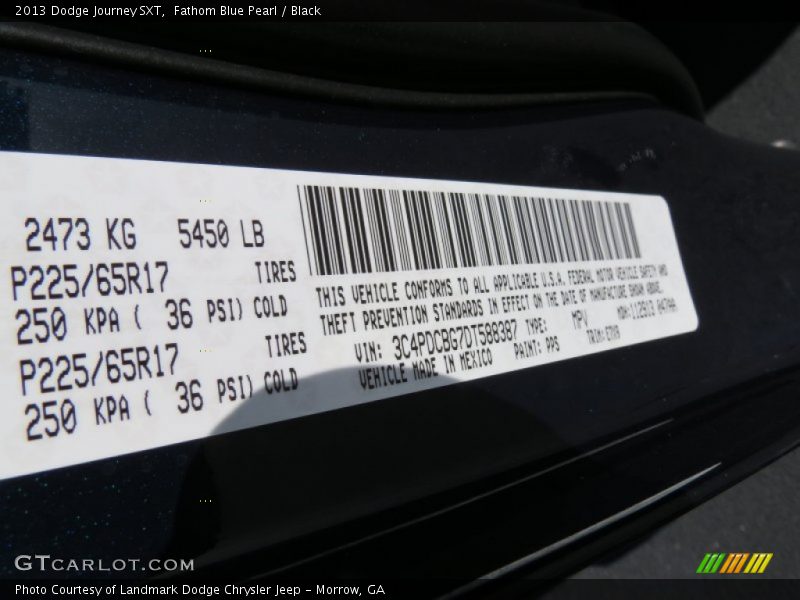 2013 Dodge Journey SXT,  Fathom Blue Pearl / Black
2473 KG 5450 LB
P225/65R17 TIRES
250 KPA ( 36 PSI) COLD
P225/65R17 TIRES
250 KPA ( 36 PSI) COLD
THIS VEHICLE CONFORMS TO ALL APPLICABLE U.S.A. FEDERAL MOTOR VEHICLE SAFETY AND
THEFT PREVENTION STANDARDS IN EFFECT ON THE DATE OF MANUFACTURE SHOWN ABOVE.
VIN: 3C4PDCBG7DT588387 TYPE: MPV MDH:
VEHICLE MADE IN MEXICO PAINT: PPS TRIM:
GTCARLOT.COM
Photo Courtesy of Landmark Dodge Chrysler Jeep – Morrow, GA